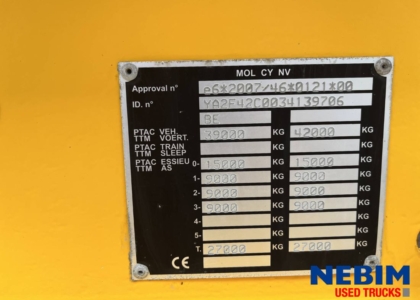 MOL CY NV
Approval n° e6*2007/46*0121*00
ID. n° YA2F42C0034139706
BE
PTAC VEH. TTM VOERT. 39000 KG 42000 KG
PTAC TRAIN TTM SLEEP KG KG
PTAC ESSIEU TTM AS 0- 15000 KG 15000 KG
1- 9000 KG 9000 KG
2- 9000 KG 9000 KG
3- 9000 KG 9000 KG
4- KG KG
5- KG KG
T. 27000 KG 27000 KG
CE
NEBIM
USED TRUCKS